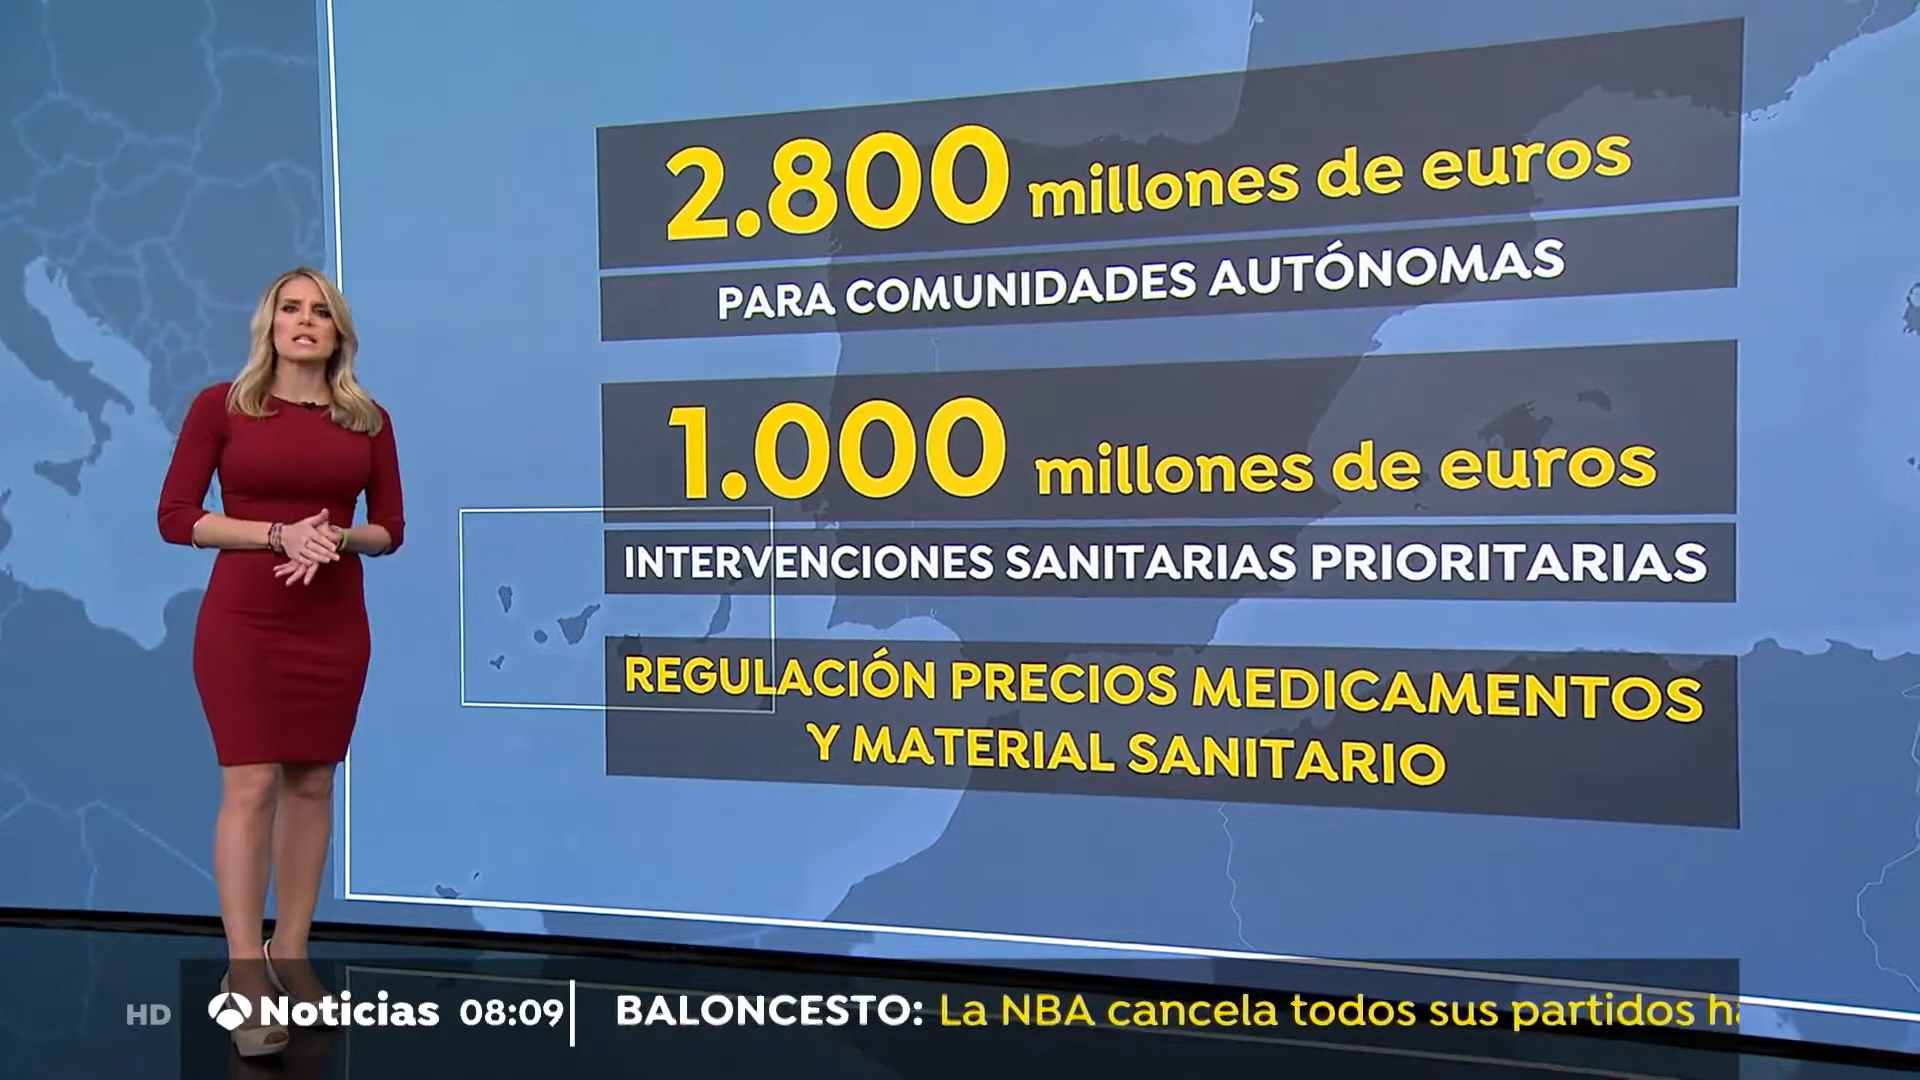 2.800 millones de euros
PARA COMUNIDADES AUTÓNOMAS
1.000 millones de euros
INTERVENCIONES SANITARIAS PRIORITARIAS
REGULACIÓN PRECIOS MEDICAMENTOS
Y MATERIAL SANITARIO
HD Noticias 08:09 BALONCESTO: La NBA cancela todos sus partidos